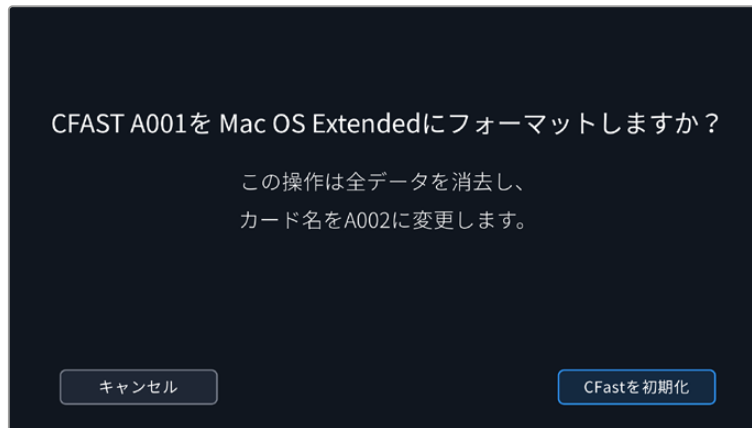 CFAST A001を Mac OS Extendedにフォーマットしますか？
この操作は全データを消去し、
カード名をA002に変更します。
キャンセル
CFastを初期化